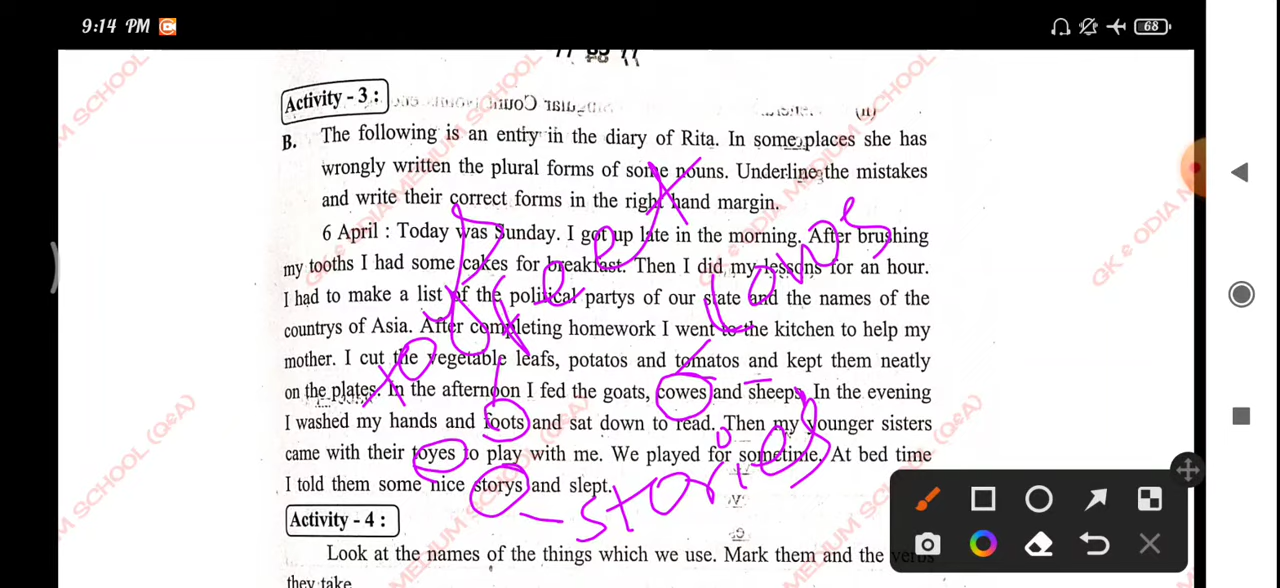 9:14 PM
68
GK & ODIA MEDIUM SCHOOL (Q&A)
Activity - 3 :
B. The following is an entry in the diary of Rita. In some places she has
wrongly written the plural forms of some nouns. Underline the mistakes
and write their correct forms in the right hand margin.
6 April : Today was Sunday. I got up late in the morning. After brushing
my tooths I had some cakes for breakfast. Then I did my lessons for an hour.
I had to make a list of the political partys of our state and the names of the
countrys of Asia. After completing homework I went to the kitchen to help my
mother. I cut the vegetable leafs, potatos and tomatos and kept them neatly
on the plates. In the afternoon I fed the goats, cowes and sheeps. In the evening
I washed my hands and foots and sat down to read. Then my younger sisters
came with their toyes to play with me. We played for sometime. At bed time
I told them some nice storys and slept.
feet
cows
toys
stories
Activity - 4 :
Look at the names of the things which we use. Mark them and the verbs
they take